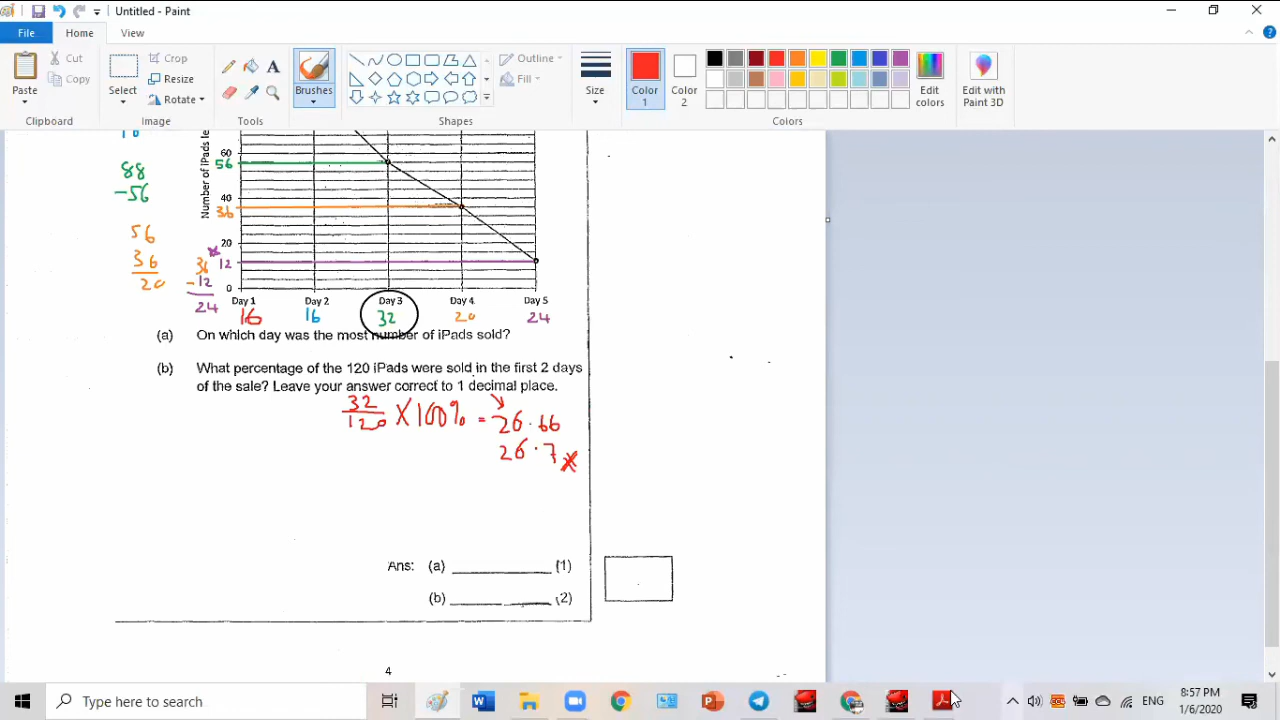 Untitled - Paint
File Home View
Paste Cut Copy Clipboard
Select Crop Resize Rotate Image
Tools
Brushes
Shapes Outline Fill
Size
Color 1
Color 2
Colors
Edit colors
Edit with Paint 3D
88
-56
56
36
20
36
-12
24
Number of iPads
60
56
40
36
20
12
0
Day 1 Day 2 Day 3 Day 4 Day 5
16 16 32 20 24
(a) On which day was the most number of iPads sold?
(b) What percentage of the 120 iPads were sold in the first 2 days
of the sale? Leave your answer correct to 1 decimal place.
32/120 X 100% = 26.66
26.7
Ans: (a) __________ (1)
(b) __________ (2)
4
Type here to search
ENG
8:57 PM
1/6/2020